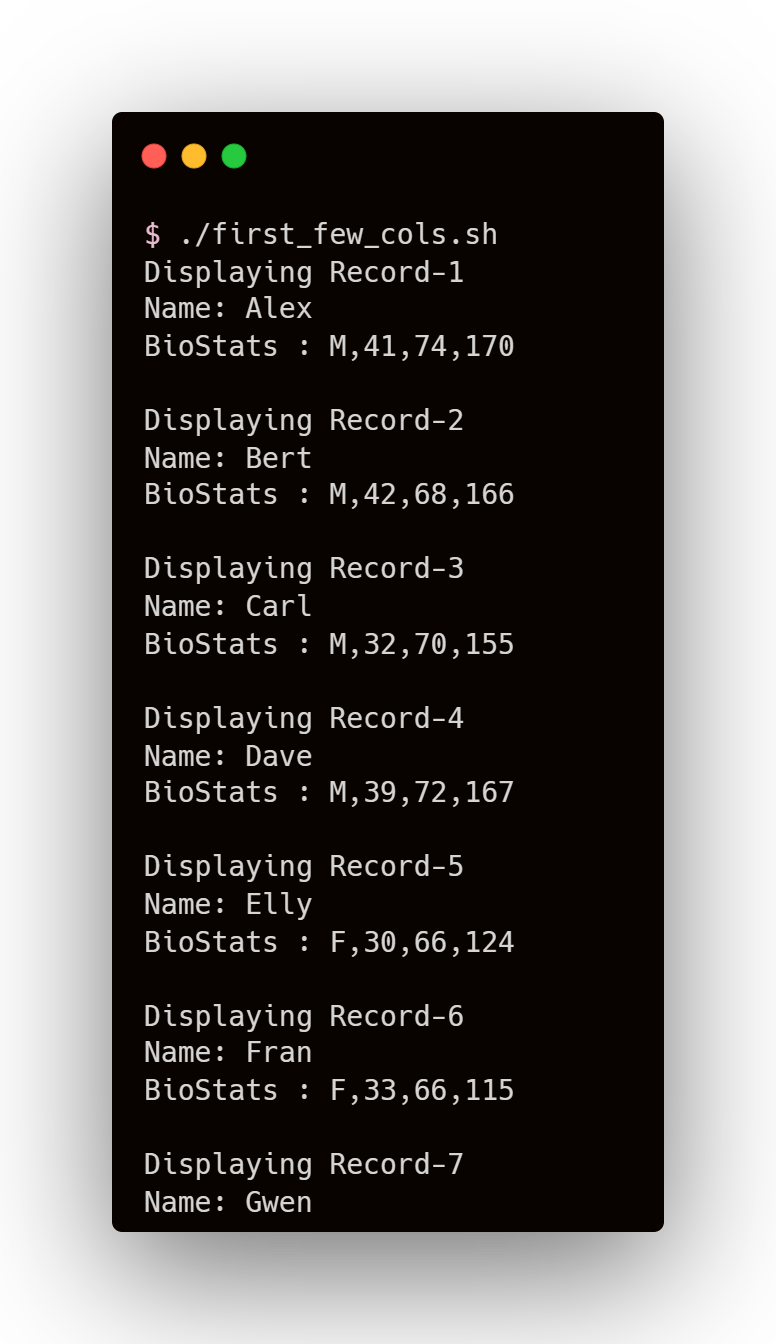 $ ./first_few_cols.sh
Displaying Record-1
Name: Alex
BioStats : M,41,74,170
Displaying Record-2
Name: Bert
BioStats : M,42,68,166
Displaying Record-3
Name: Carl
BioStats : M,32,70,155
Displaying Record-4
Name: Dave
BioStats : M,39,72,167
Displaying Record-5
Name: Elly
BioStats : F,30,66,124
Displaying Record-6
Name: Fran
BioStats : F,33,66,115
Displaying Record-7
Name: Gwen